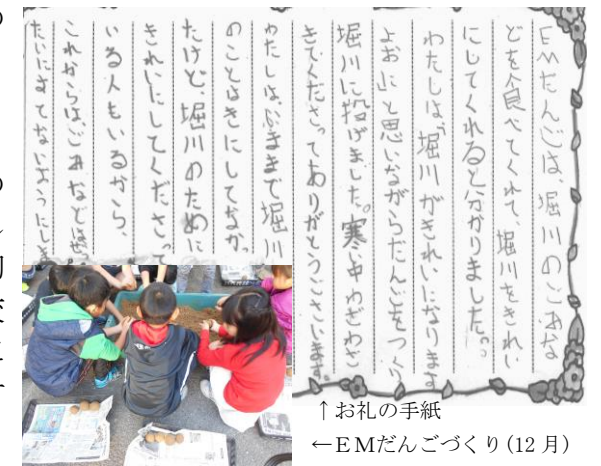 EMだんごは、堀川のごみな
どを食べてくれて、堀川をきれい
にしてくれると分かりました。
わたしは、堀川がきれいになります
ように と思いながらだんごをつくり
堀川に投げました。寒い中わざわざ
きてくださってありがとうございます。
わたしは、いままで堀川
のことはきにしてなかっ
たけど、堀川のために
きれいにしてくださって
いる人もいるから、
これからは、ごみなどはぜっ
たいにすてないようにしま
↑お礼の手紙
←EMだんごづくり(12月)